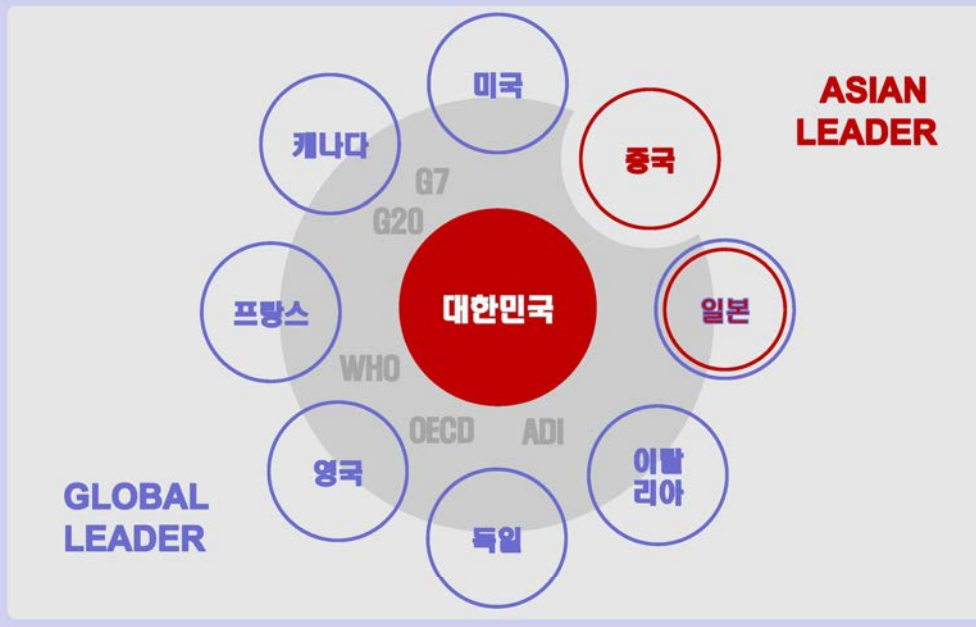 미국
캐나다
중국
ASIAN
LEADER
G7
G20
프랑스
대한민국
일본
WHO
OECD
ADI
영국
이탈
리아
독일
GLOBAL
LEADER